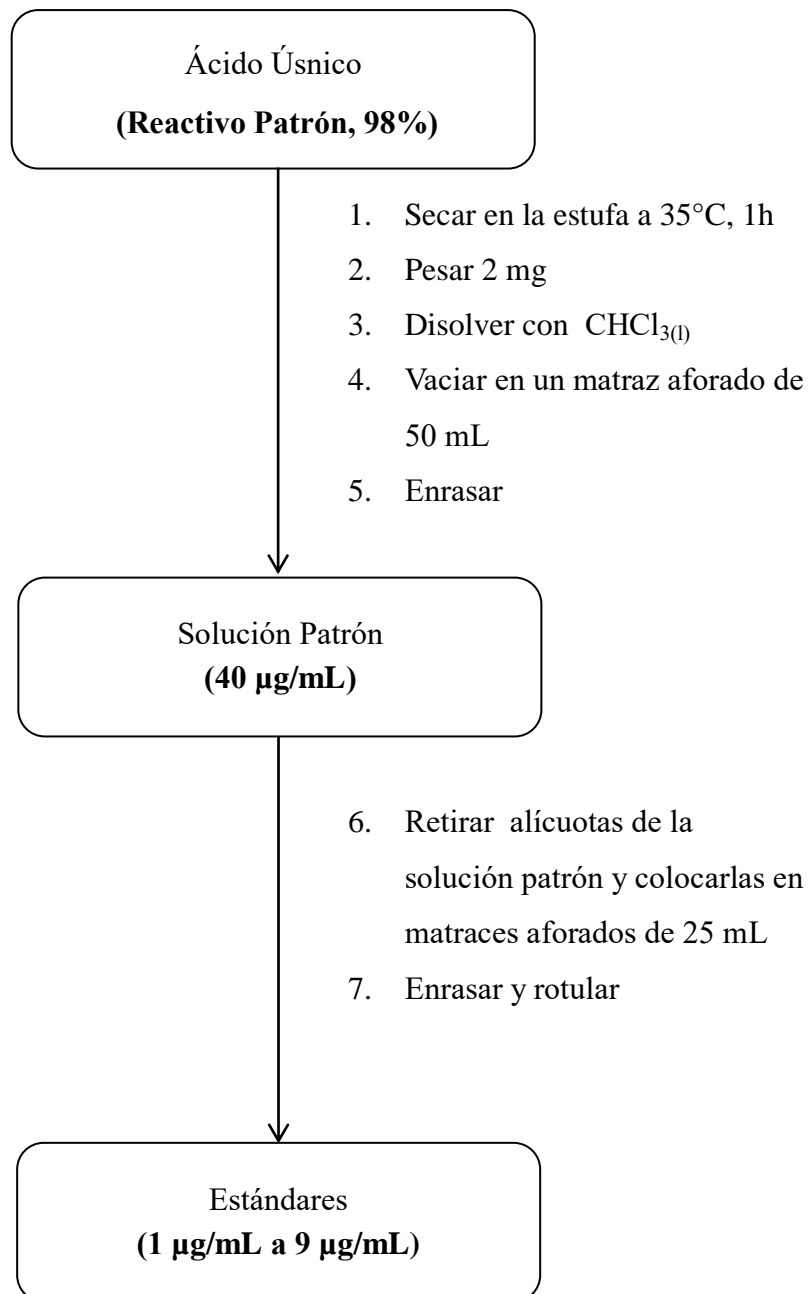 Ácido Úsnico
(Reactivo Patrón, 98%)
1. Secar en la estufa a 35°C, 1h
2. Pesar 2 mg
3. Disolver con CHCl3(l)
4. Vaciar en un matraz aforado de
50 mL
5. Enrasar
Solución Patrón
(40 µg/mL)
6. Retirar alícuotas de la
solución patrón y colocarlas en
matraces aforados de 25 mL
7. Enrasar y rotular
Estándares
(1 µg/mL a 9 µg/mL)